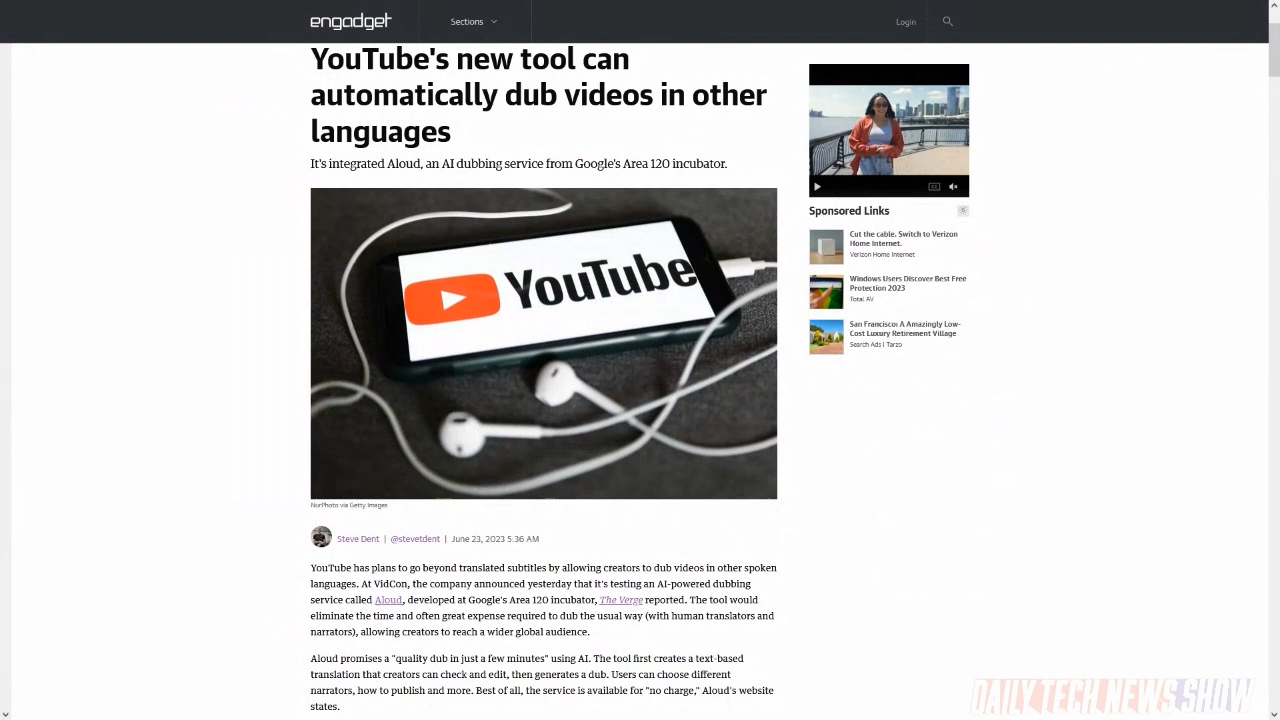 engadget
Sections
Login
YouTube's new tool can
automatically dub videos in other
languages
It's integrated Aloud, an AI dubbing service from Google's Area 120 incubator.
YouTube
NurPhoto via Getty Images
Steve Dent | @stevetdent | June 23, 2023 5:36 AM
YouTube has plans to go beyond translated subtitles by allowing creators to dub videos in other spoken
languages. At VidCon, the company announced yesterday that it's testing an AI-powered dubbing
service called Aloud, developed at Google's Area 120 incubator, The Verge reported. The tool would
eliminate the time and often great expense required to dub the usual way (with human translators and
narrators), allowing creators to reach a wider global audience.
Aloud promises a "quality dub in just a few minutes" using AI. The tool first creates a text-based
translation that creators can check and edit, then generates a dub. Users can choose different
narrators, how to publish and more. Best of all, the service is available for "no charge," Aloud's website
states.
CC
Sponsored Links
Cut the cable. Switch to Verizon
Home Internet.
Verizon Home Internet
Windows Users Discover Best Free
Protection 2023
Total AV
San Francisco: A Amazingly Low-
Cost Luxury Retirement Village
Search Ads | Tarzo
DAILY TECH NEWS SHOW